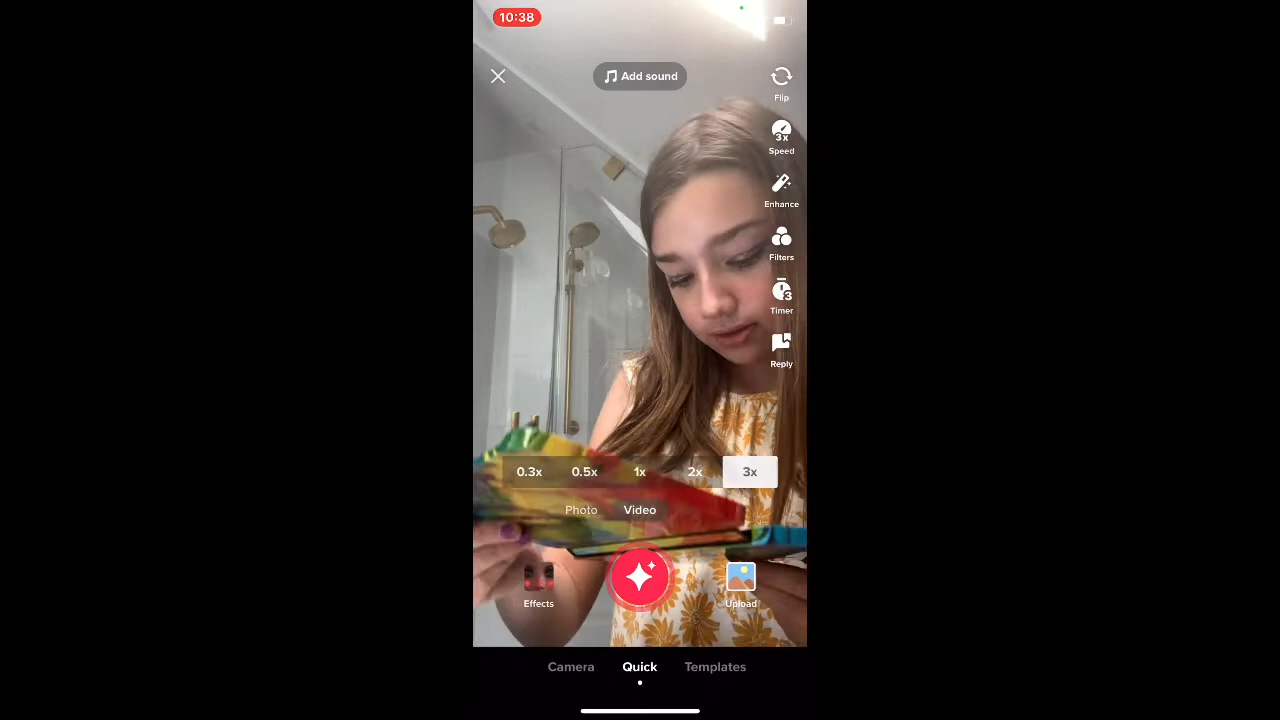 10:38
Add sound
Flip
3x
Speed
Enhance
Filters
3
Timer
Reply
0.3x 0.5x 1x 2x 3x
Photo Video
Effects
Upload
Camera Quick Templates